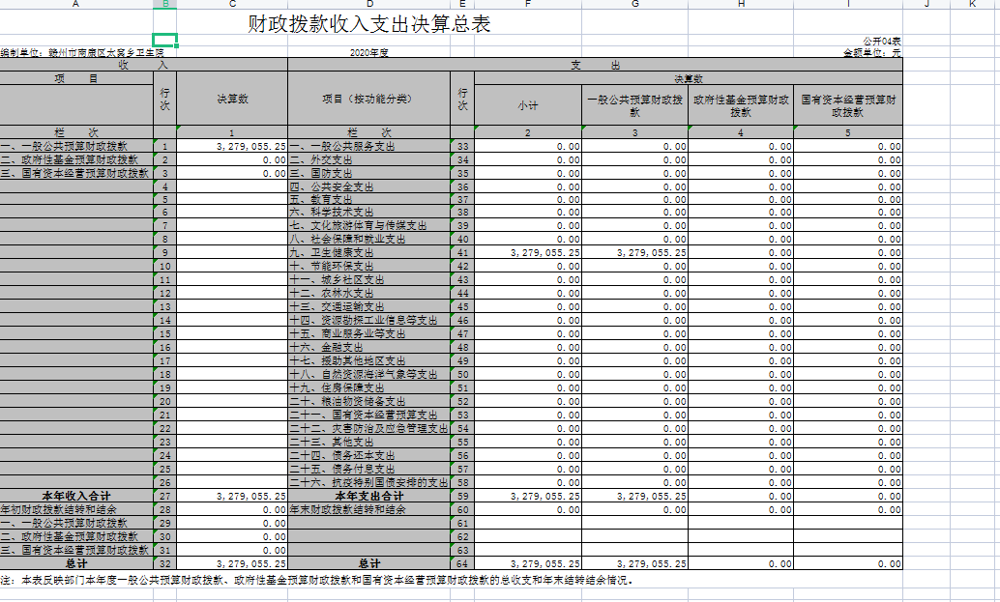 A B C D E F G H I J K
财政拨款收入支出决算总表
公开04表
编制单位：赣州市南康区太窝乡卫生院 2020年度 金额单位：元
收 入 支 出
项 目 行次 决算数 项目（按功能分类） 行次 决算数
小计 一般公共预算财政拨款 政府性基金预算财政拨款 国有资本经营预算财政拨款
栏 次 1 栏 次 2 3 4 5
一、一般公共预算财政拨款 1 3,279,055.25 一、一般公共服务支出 33 0.00 0.00 0.00 0.00
二、政府性基金预算财政拨款 2 0.00 二、外交支出 34 0.00 0.00 0.00 0.00
三、国有资本经营预算财政拨款 3 0.00 三、国防支出 35 0.00 0.00 0.00 0.00
4 四、公共安全支出 36 0.00 0.00 0.00 0.00
5 五、教育支出 37 0.00 0.00 0.00 0.00
6 六、科学技术支出 38 0.00 0.00 0.00 0.00
7 七、文化旅游体育与传媒支出 39 0.00 0.00 0.00 0.00
8 八、社会保障和就业支出 40 0.00 0.00 0.00 0.00
9 九、卫生健康支出 41 3,279,055.25 3,279,055.25 0.00 0.00
10 十、节能环保支出 42 0.00 0.00 0.00 0.00
11 十一、城乡社区支出 43 0.00 0.00 0.00 0.00
12 十二、农林水支出 44 0.00 0.00 0.00 0.00
13 十三、交通运输支出 45 0.00 0.00 0.00 0.00
14 十四、资源勘探工业信息等支出 46 0.00 0.00 0.00 0.00
15 十五、商业服务业等支出 47 0.00 0.00 0.00 0.00
16 十六、金融支出 48 0.00 0.00 0.00 0.00
17 十七、援助其他地区支出 49 0.00 0.00 0.00 0.00
18 十八、自然资源海洋气象等支出 50 0.00 0.00 0.00 0.00
19 十九、住房保障支出 51 0.00 0.00 0.00 0.00
20 二十、粮油物资储备支出 52 0.00 0.00 0.00 0.00
21 二十一、国有资本经营预算支出 53 0.00 0.00 0.00 0.00
22 二十二、灾害防治及应急管理支出 54 0.00 0.00 0.00 0.00
23 二十三、其他支出 55 0.00 0.00 0.00 0.00
24 二十四、债务还本支出 56 0.00 0.00 0.00 0.00
25 二十五、债务付息支出 57 0.00 0.00 0.00 0.00
26 二十六、抗疫特别国债安排的支出 58 0.00 0.00 0.00 0.00
本年收入合计 27 3,279,055.25 本年支出合计 59 3,279,055.25 3,279,055.25 0.00 0.00
年初财政拨款结转和结余 28 0.00 年末财政拨款结转和结余 60 0.00 0.00 0.00 0.00
一、一般公共预算财政拨款 29 0.00 61
二、政府性基金预算财政拨款 30 0.00 62
三、国有资本经营预算财政拨款 31 0.00 63
总计 32 3,279,055.25 总计 64 3,279,055.25 3,279,055.25 0.00 0.00
注：本表反映部门本年度一般公共预算财政拨款、政府性基金预算财政拨款和国有资本经营预算财政拨款的总收支和年末结转结余情况。